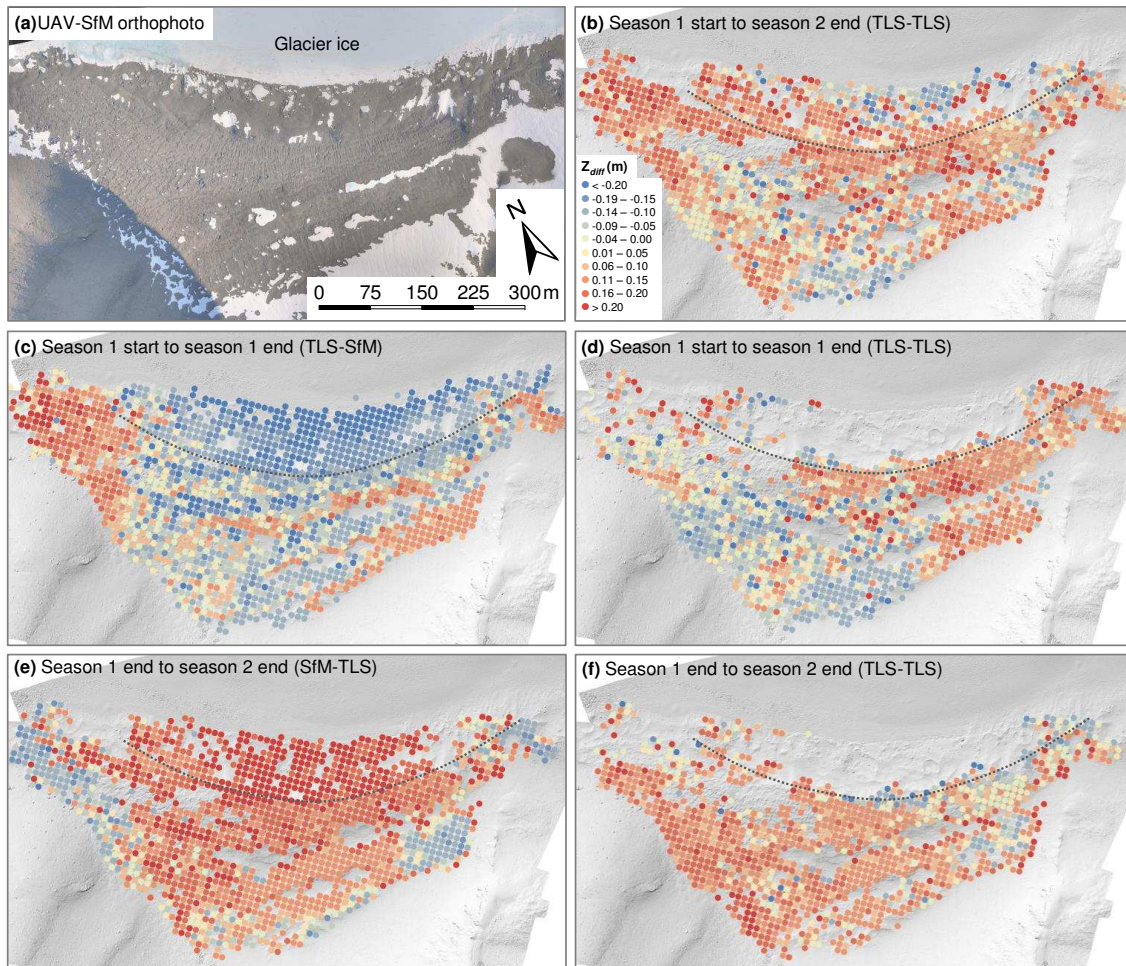 (a) UAV-SfM orthophoto
Glacier ice
N
0 75 150 225 300 m
(b) Season 1 start to season 2 end (TLS-TLS)
Zdiff (m)
< -0.20
-0.19 – -0.15
-0.14 – -0.10
-0.09 – -0.05
-0.04 – 0.00
0.01 – 0.05
0.06 – 0.10
0.11 – 0.15
0.16 – 0.20
> 0.20
(c) Season 1 start to season 1 end (TLS-SfM)
(d) Season 1 start to season 1 end (TLS-TLS)
(e) Season 1 end to season 2 end (SfM-TLS)
(f) Season 1 end to season 2 end (TLS-TLS)